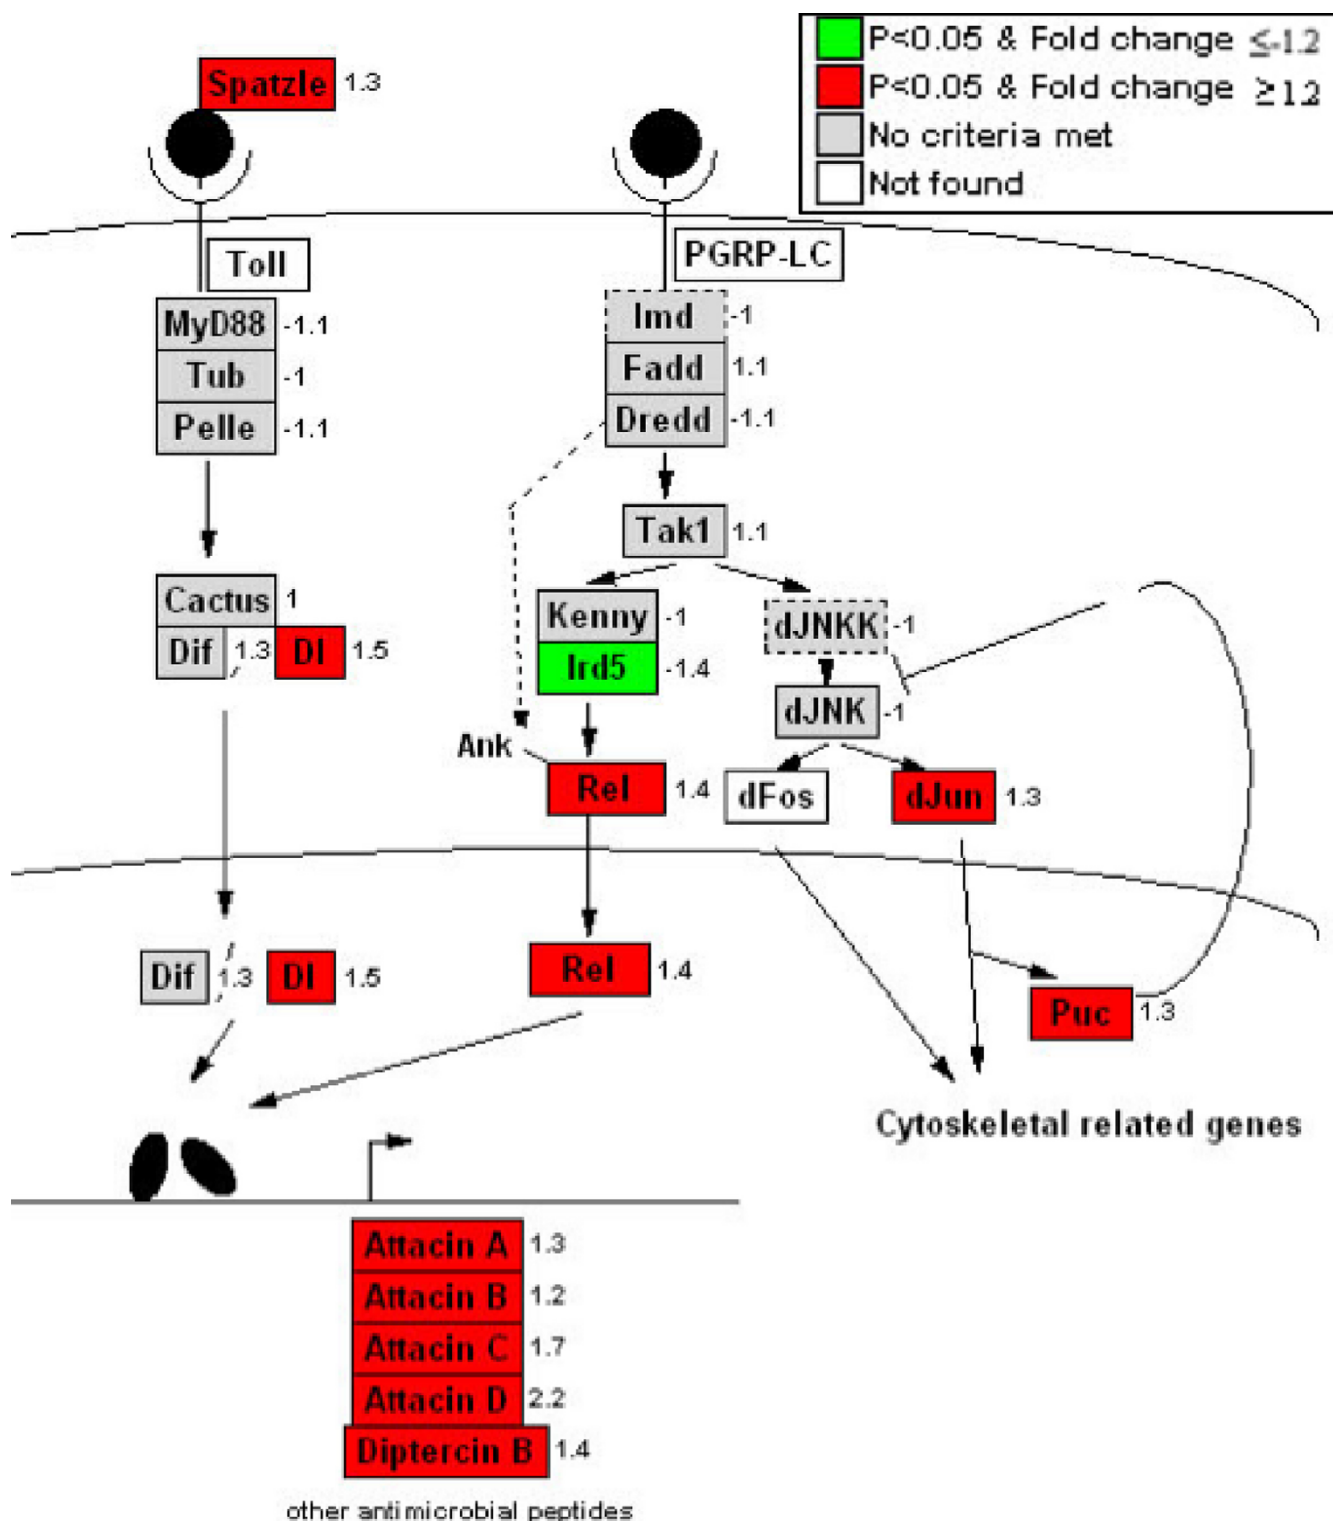 P<0.05 & Fold change ≤-1.2
P<0.05 & Fold change ≥1.2
No criteria met
Not found
Spatzle 1.3
Toll
PGRP-LC
MyD88 -1.1
Tub -1
Pelle -1.1
Imd -1
Fadd 1.1
Dredd -1.1
Tak1 1.1
Cactus 1
Dif 1.3 Dl 1.5
Kenny -1
Ird5 -1.4
dJNKK -1
dJNK -1
Ank
Rel 1.4
dFos
dJun 1.3
Dif 1.3 Dl 1.5
Rel 1.4
Puc 1.3
Cytoskeletal related genes
Attacin A 1.3
Attacin B 1.2
Attacin C 1.7
Attacin D 2.2
Diptercin B 1.4
other antimicrobial peptides